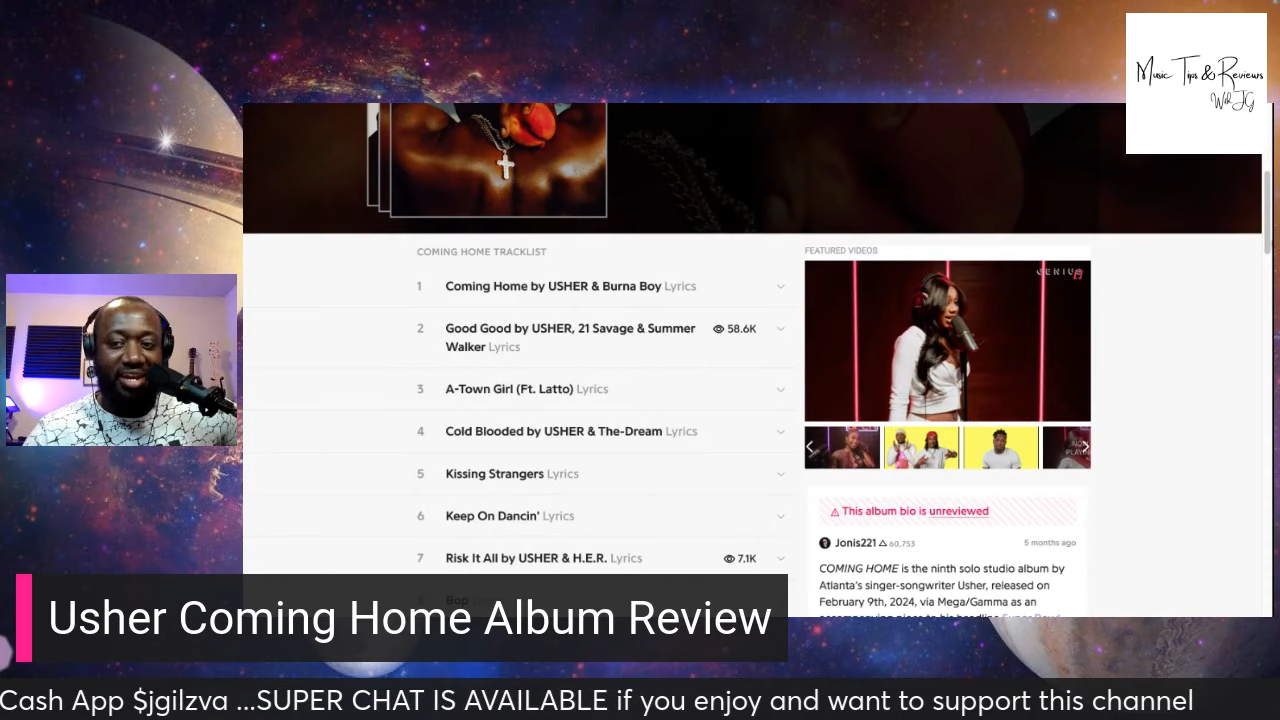 Music Tips & Reviews
With JG
COMING HOME TRACKLIST
1 Coming Home by USHER & Burna Boy Lyrics
2 Good Good by USHER, 21 Savage & Summer
Walker Lyrics
58.6K
3 A-Town Girl (Ft. Latto) Lyrics
4 Cold Blooded by USHER & The-Dream Lyrics
5 Kissing Strangers Lyrics
6 Keep On Dancin' Lyrics
7 Risk It All by USHER & H.E.R. Lyrics
7.1K
8 Bop Lyrics
FEATURED VIDEOS
GENIUS
NOW
PLAYIN
This album bio is unreviewed
Jonis221 60,753
5 months ago
COMING HOME is the ninth solo studio album by
Atlanta's singer-songwriter Usher, released on
February 9th, 2024, via Mega/Gamma as an
Usher Coming Home Album Review
Cash App $jgilzva ...SUPER CHAT IS AVAILABLE if you enjoy and want to support this channel